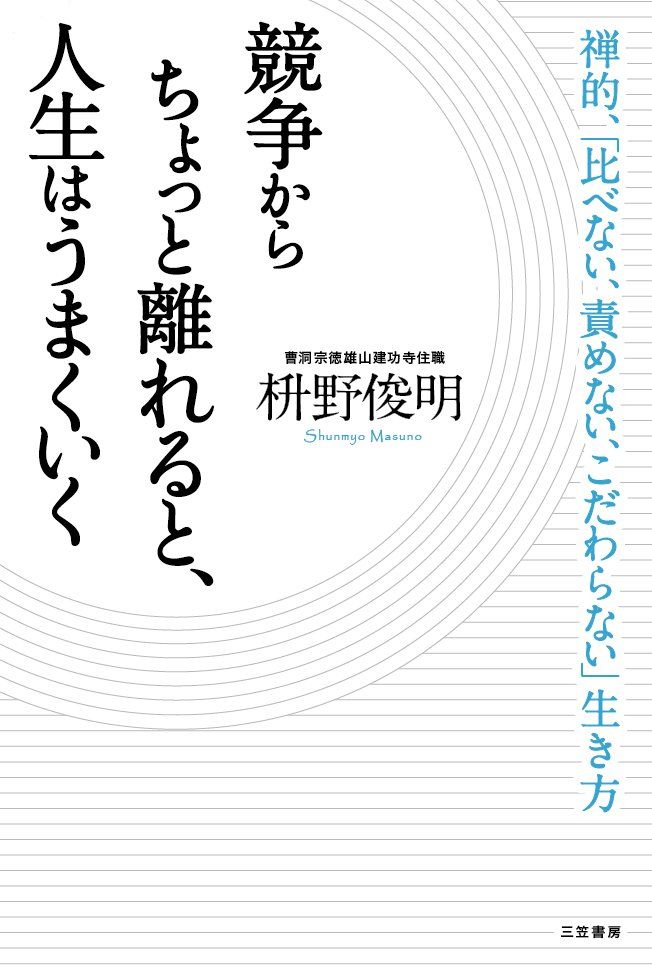 禅的、「比べない、責めない、こだわらない」生き方
競争から
ちょっと離れると、
人生はうまくいく
曹洞宗徳雄山建功寺住職
枡野俊明
Shunmyo Masuno
三笠書房